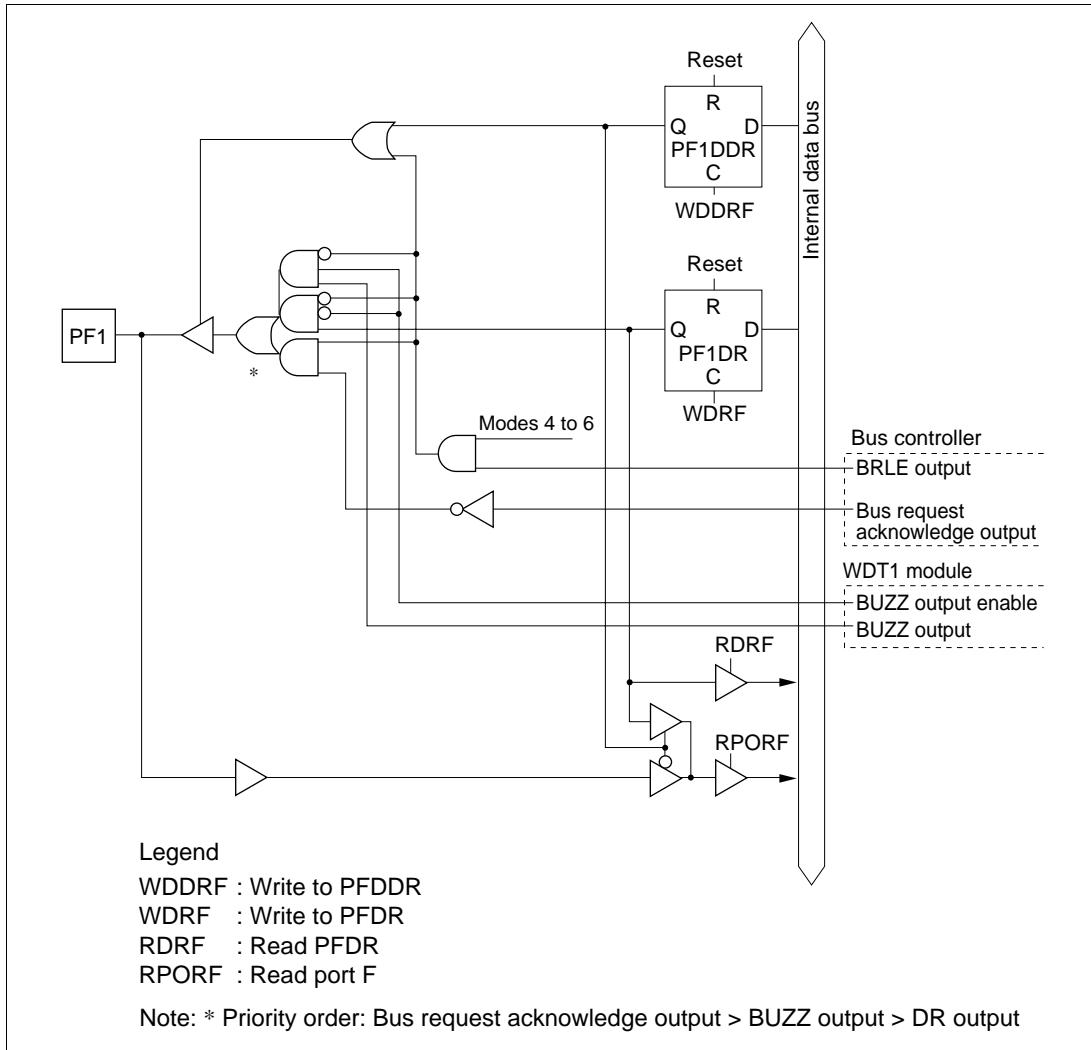 Reset
R
Q D
PF1DDR
C
WDDRF
Internal data bus
Reset
R
Q D
PF1DR
C
WDRF
PF1
*
Modes 4 to 6
Bus controller
BRLE output
Bus request
acknowledge output
WDT1 module
BUZZ output enable
BUZZ output
RDRF
RPORF
Legend
WDDRF : Write to PFDDR
WDRF : Write to PFDR
RDRF : Read PFDR
RPORF : Read port F
Note: * Priority order: Bus request acknowledge output > BUZZ output > DR output